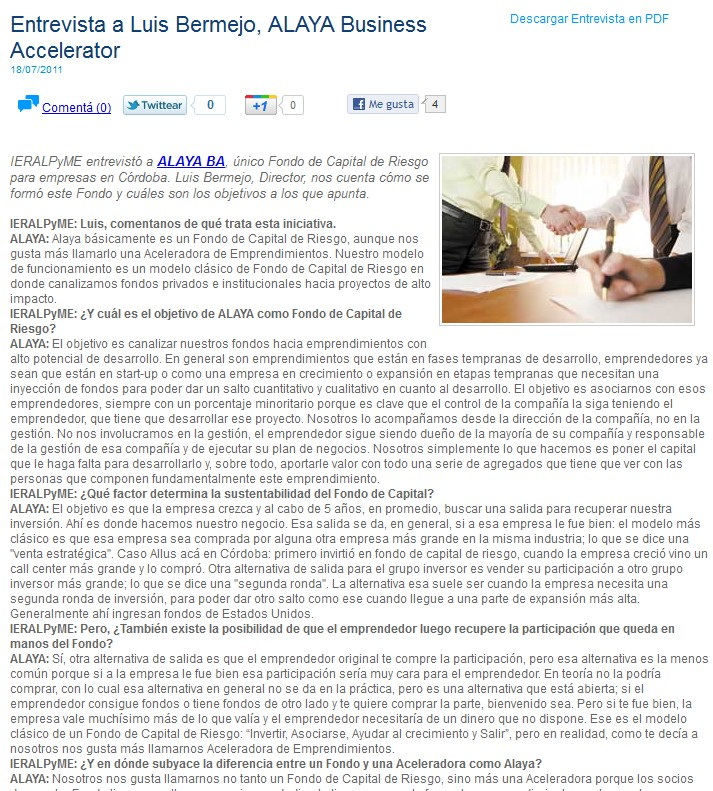 Entrevista a Luis Bermejo, ALAYA Business
Accelerator
Descargar Entrevista en PDF
18/07/2011
Comentá (0)
Twittear
0
+1
0
Me gusta
4
IERALPyME entrevistó a ALAYA BA, único Fondo de Capital de Riesgo
para empresas en Córdoba. Luis Bermejo, Director, nos cuenta cómo se
formó este Fondo y cuáles son los objetivos a los que apunta.
IERALPyME: Luis, comentanos de qué trata esta iniciativa.
ALAYA: Alaya básicamente es un Fondo de Capital de Riesgo, aunque nos
gusta más llamarlo una Aceleradora de Emprendimientos. Nuestro modelo
de funcionamiento es un modelo clásico de Fondo de Capital de Riesgo en
donde canalizamos fondos privados e institucionales hacia proyectos de alto
impacto.
IERALPyME: ¿Y cuál es el objetivo de ALAYA como Fondo de Capital de
Riesgo?
ALAYA: El objetivo es canalizar nuestros fondos hacia emprendimientos con
alto potencial de desarrollo. En general son emprendimientos que están en fases tempranas de desarrollo, emprendedores ya
sean que están en start-up o como una empresa en crecimiento o expansión en etapas tempranas que necesitan una
inyección de fondos para poder dar un salto cuantitativo y cualitativo en cuanto al desarrollo. El objetivo es asociarnos con esos
emprendedores, siempre con un porcentaje minoritario porque es clave que el control de la compañía la siga teniendo el
emprendedor, que tiene que desarrollar ese proyecto. Nosotros lo acompañamos desde la dirección de la compañía, no en la
gestión. No nos involucramos en la gestión, el emprendedor sigue siendo dueño de la mayoría de su compañía y responsable
de la gestión de esa compañía y de ejecutar su plan de negocios. Nosotros simplemente lo que hacemos es poner el capital
que le haga falta para desarrollarlo y, sobre todo, aportarle valor con todo una serie de agregados que tiene que ver con las
personas que componen fundamentalmente este emprendimiento.
IERALPyME: ¿Qué factor determina la sustentabilidad del Fondo de Capital?
ALAYA: El objetivo es que la empresa crezca y al cabo de 5 años, en promedio, buscar una salida para recuperar nuestra
inversión. Ahí es donde hacemos nuestro negocio. Esa salida se da, en general, si a esa empresa le fue bien: el modelo más
clásico es que esa empresa sea comprada por alguna otra empresa más grande en la misma industria; lo que se dice una
"venta estratégica". Caso Allus acá en Córdoba: primero invirtió en fondo de capital de riesgo, cuando la empresa creció vino un
call center más grande y lo compró. Otra alternativa de salida para el grupo inversor es vender su participación a otro grupo
inversor más grande; lo que se dice una "segunda ronda". La alternativa esa suele ser cuando la empresa necesita una
segunda ronda de inversión, para poder dar otro salto como ese cuando llegue a una parte de expansión más alta.
Generalmente ahí ingresan fondos de Estados Unidos.
IERALPyME: Pero, ¿También existe la posibilidad de que el emprendedor luego recupere la participación que queda en
manos del Fondo?
ALAYA: Sí, otra alternativa de salida es que el emprendedor original te compre la participación, pero esa alternativa es la menos
común porque si a la empresa le fue bien esa participación sería muy cara para el emprendedor. En teoría no la podría
comprar, con lo cual esa alternativa en general no se da en la práctica, pero es una alternativa que está abierta; si el
emprendedor consigue fondos o tiene fondos de otro lado y te quiere comprar la parte, bienvenido sea. Pero si te fue bien, la
empresa vale muchísimo más de lo que valía y el emprendedor necesitaría de un dinero que no dispone. Ese es el modelo
clásico de un Fondo de Capital de Riesgo: “Invertir, Asociarse, Ayudar al crecimiento y Salir”, pero en realidad, como te decía a
nosotros nos gusta más llamarnos Aceleradora de Emprendimientos.
IERALPyME: ¿Y en dónde subyace la diferencia entre un Fondo y una Aceleradora como Alaya?
ALAYA: Nosotros nos gusta llamarnos no tanto un Fondo de Capital de Riesgo, sino más una Aceleradora porque los socios